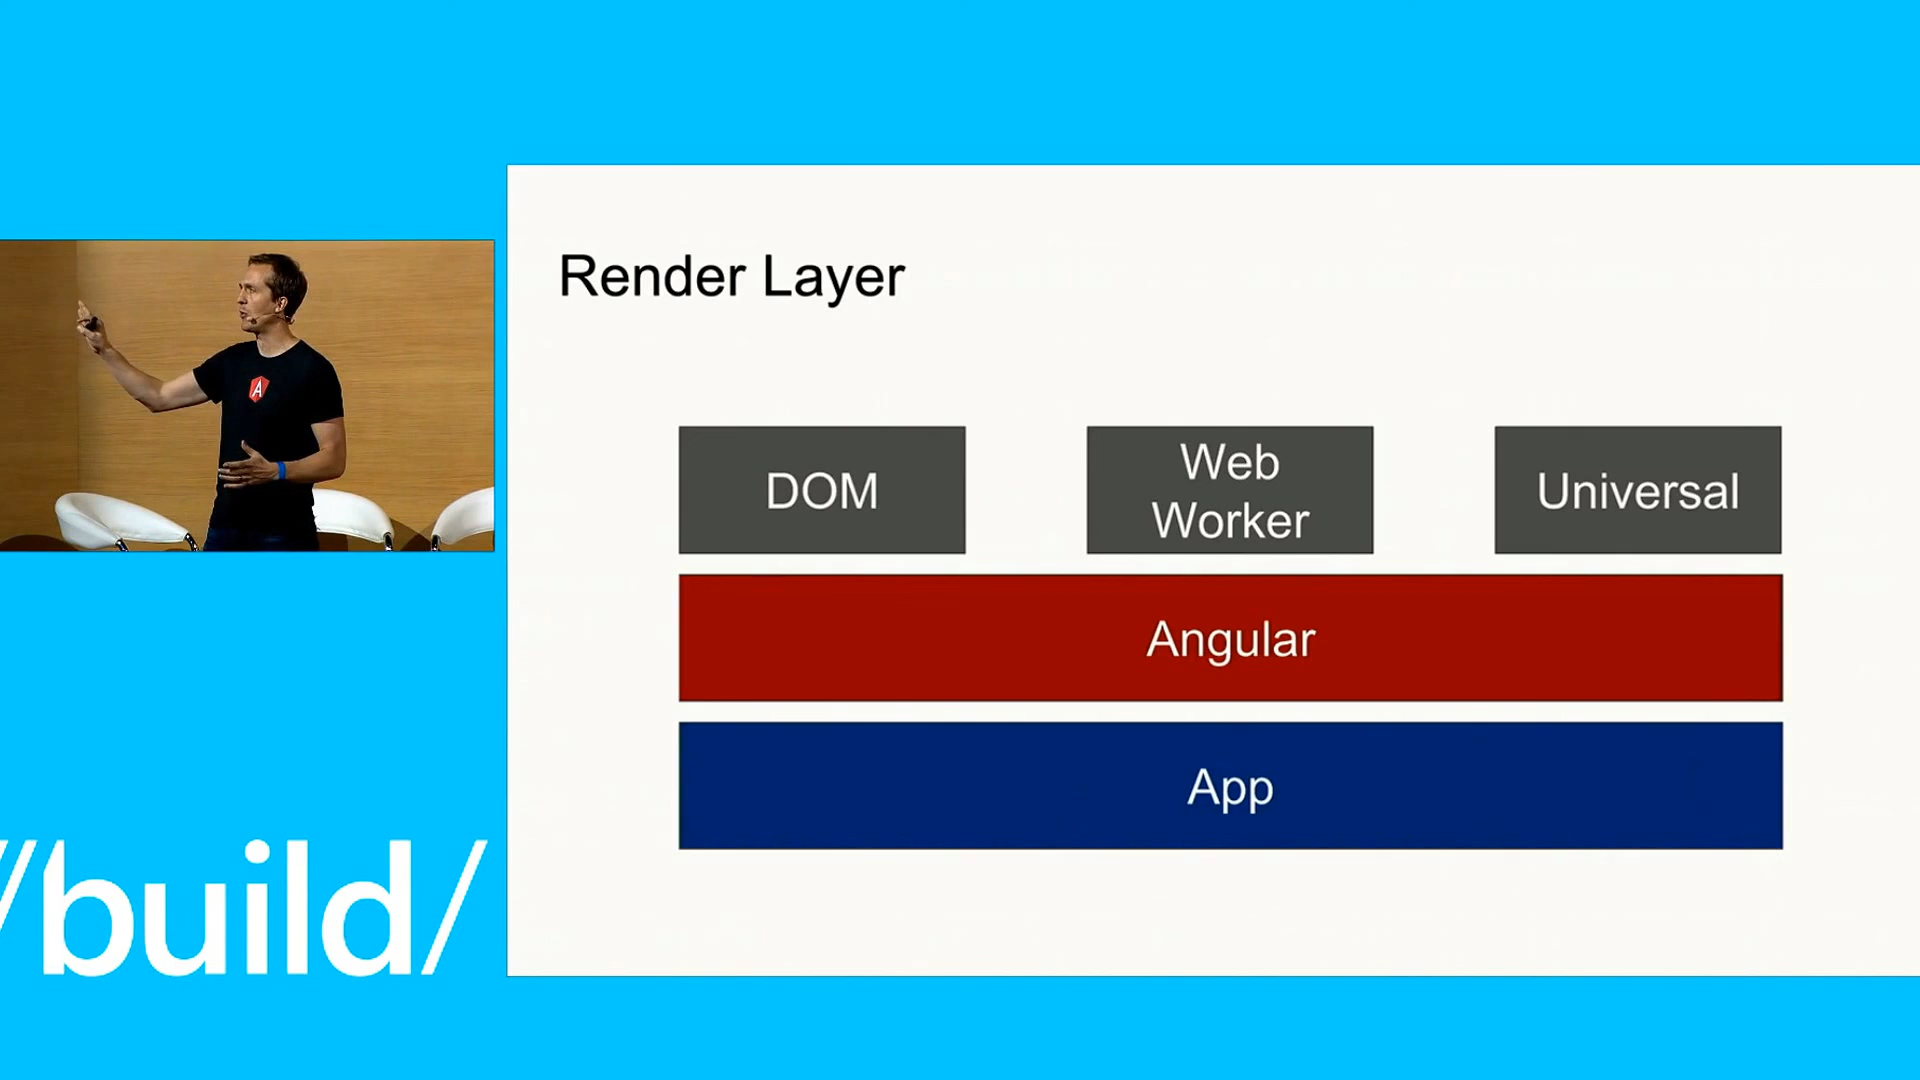 Render Layer
DOM
Web
Worker
Universal
Angular
App
A
//build/